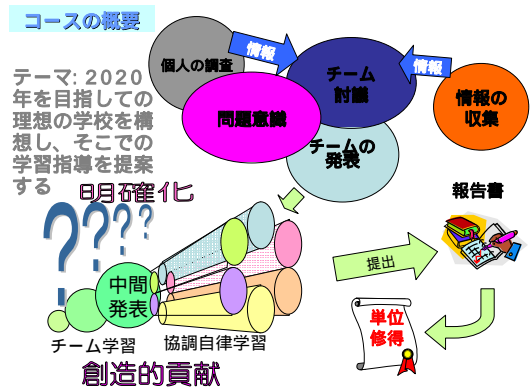 コースの概要
テーマ: 2020
年を目指しての
理想の学校を構
想し、そこでの
学習指導を提案
する
個人の調査
情報
チーム
討議
情報
情報の
収集
問題意識
チームの
発表
明確化
? ? ? ?
中間
発表
チーム学習
協調自律学習
創造的貢献
報告書
提出
単位
修得